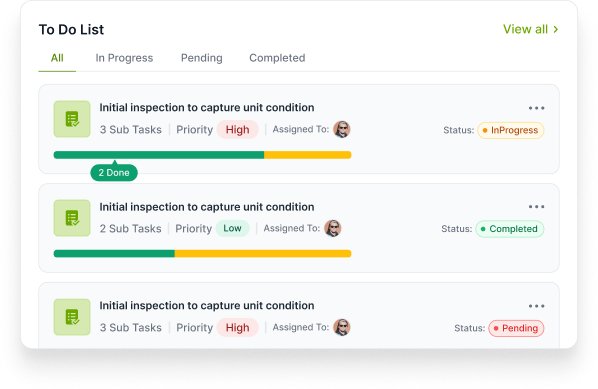 To Do List
View all
All
In Progress
Pending
Completed
Initial inspection to capture unit condition
3 Sub Tasks
Priority
High
Assigned To:
Status:
InProgress
2 Done
Initial inspection to capture unit condition
2 Sub Tasks
Priority
Low
Assigned To:
Status:
Completed
Initial inspection to capture unit condition
3 Sub Tasks
Priority
High
Assigned To:
Status:
Pending